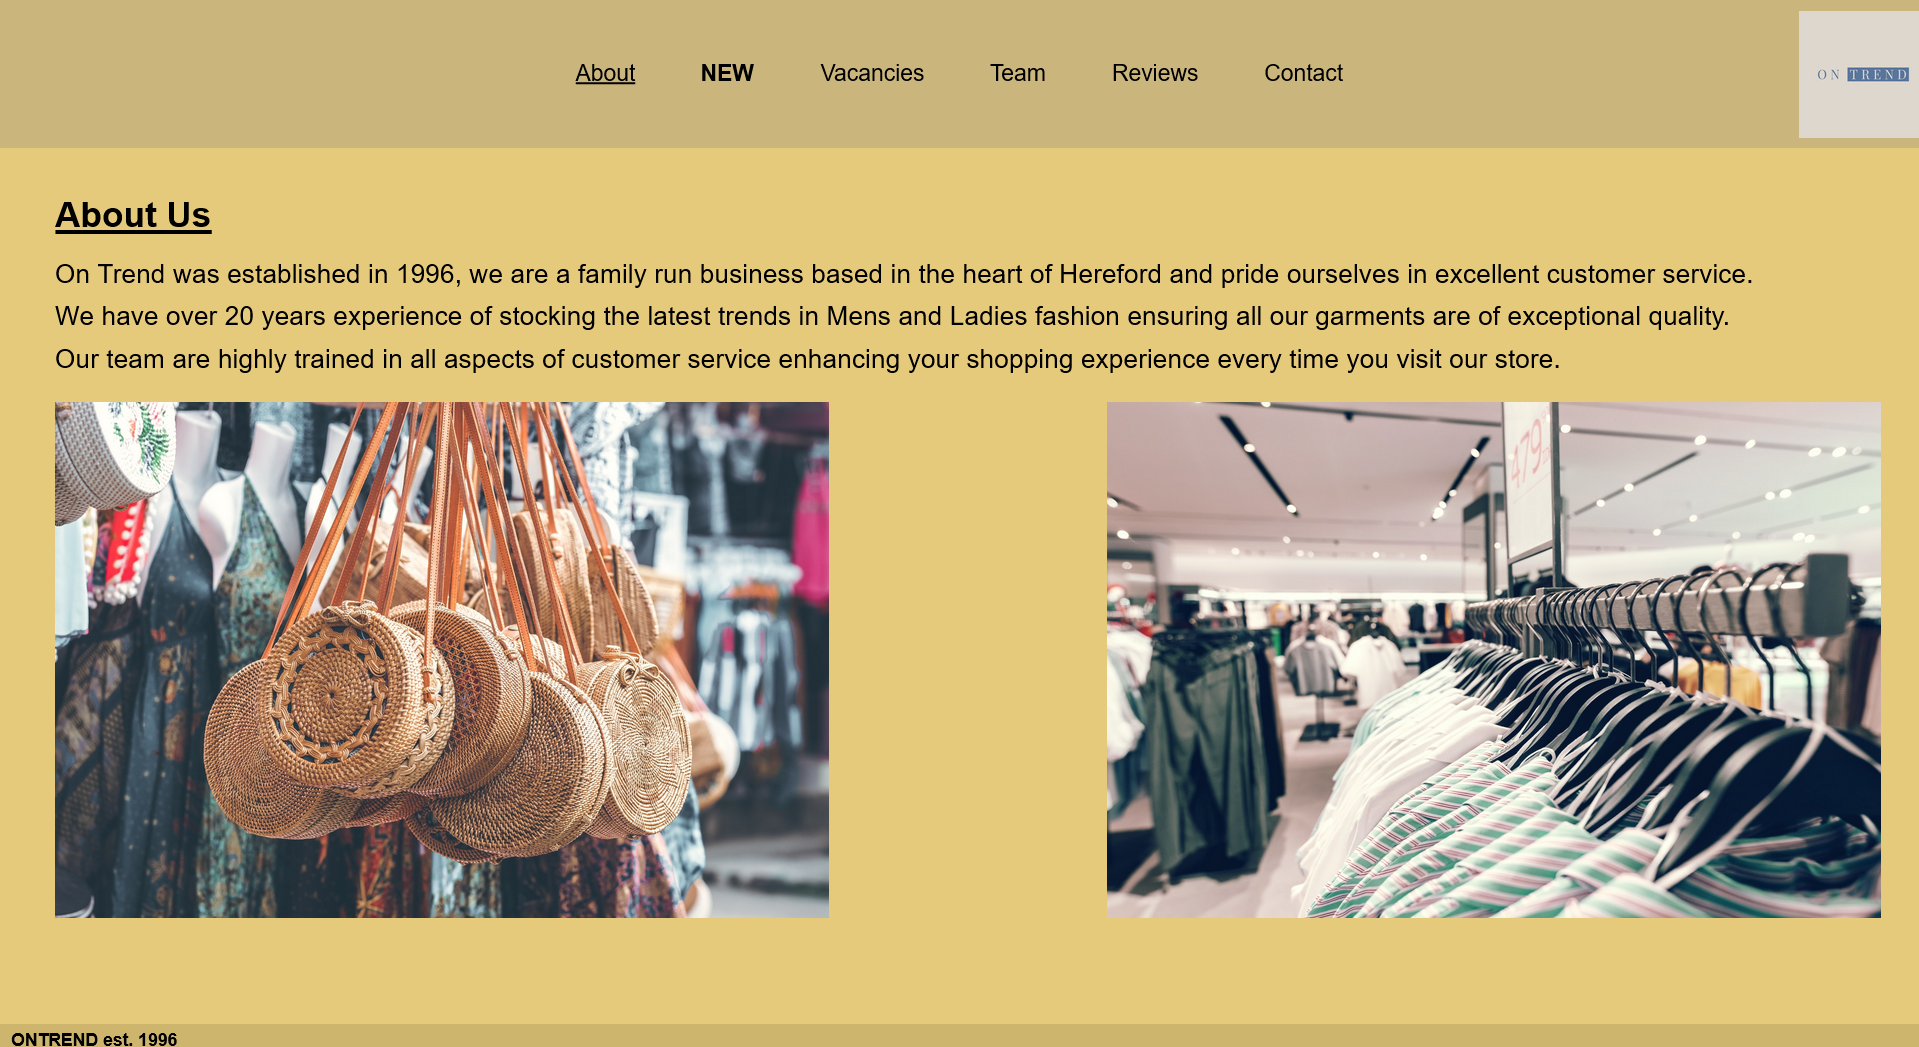 About NEW Vacancies Team Reviews Contact
ON TREND
About Us
On Trend was established in 1996, we are a family run business based in the heart of Hereford and pride ourselves in excellent customer service.
We have over 20 years experience of stocking the latest trends in Mens and Ladies fashion ensuring all our garments are of exceptional quality.
Our team are highly trained in all aspects of customer service enhancing your shopping experience every time you visit our store.
479
ONTREND est. 1996